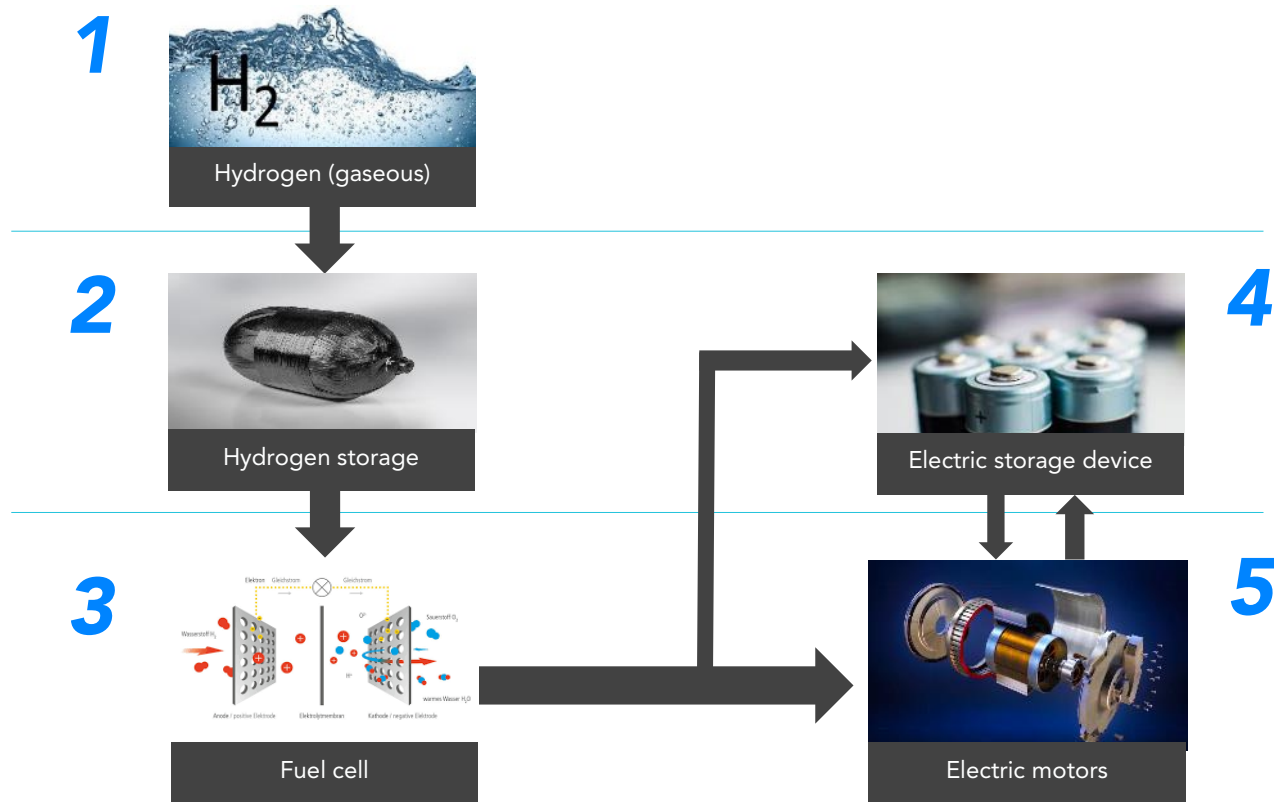 1
H2
Hydrogen (gaseous)
2
Hydrogen storage
4
+
Electric storage device
3
Elektron Gleichstrom Gleichstrom
Wasserstoff H2
Sauerstoff O2
warmes Wasser H2O
Anode / positive Elektrode Elektrolytmembran Kathode / negative Elektrode
Fuel cell
5
Electric motors